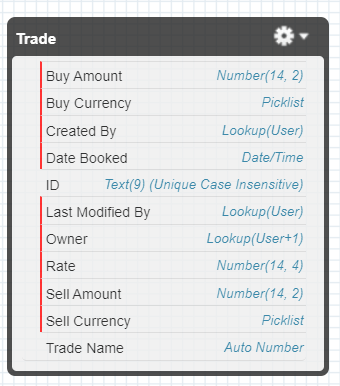 Trade
Buy Amount Number(14, 2)
Buy Currency Picklist
Created By Lookup(User)
Date Booked Date/Time
ID Text(9) (Unique Case Insensitive)
Last Modified By Lookup(User)
Owner Lookup(User+1)
Rate Number(14, 4)
Sell Amount Number(14, 2)
Sell Currency Picklist
Trade Name Auto Number